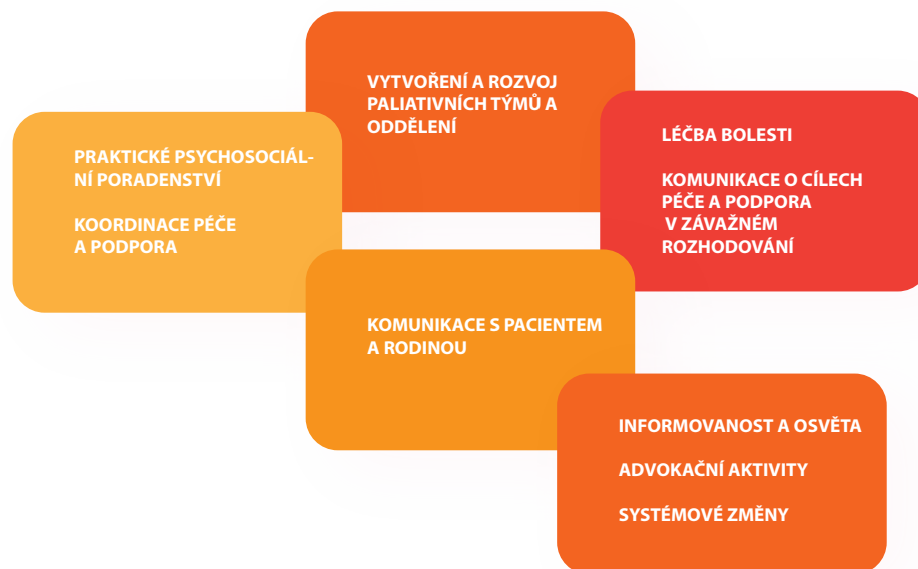 VYTVOŘENÍ A ROZVOJ
PALIATIVNÍCH TÝMŮ A
ODDĚLENÍ
PRAKTICKÉ PSYCHOSOCIÁL-
NÍ PORADENSTVÍ
KOORDINACE PÉČE
A PODPORA
LÉČBA BOLESTI
KOMUNIKACE O CÍLECH
PÉČE A PODPORA
V ZÁVAŽNÉM
ROZHODOVÁNÍ
KOMUNIKACE S PACIENTEM
A RODINOU
INFORMOVANOST A OSVĚTA
ADVOKAČNÍ AKTIVITY
SYSTÉMOVÉ ZMĚNY